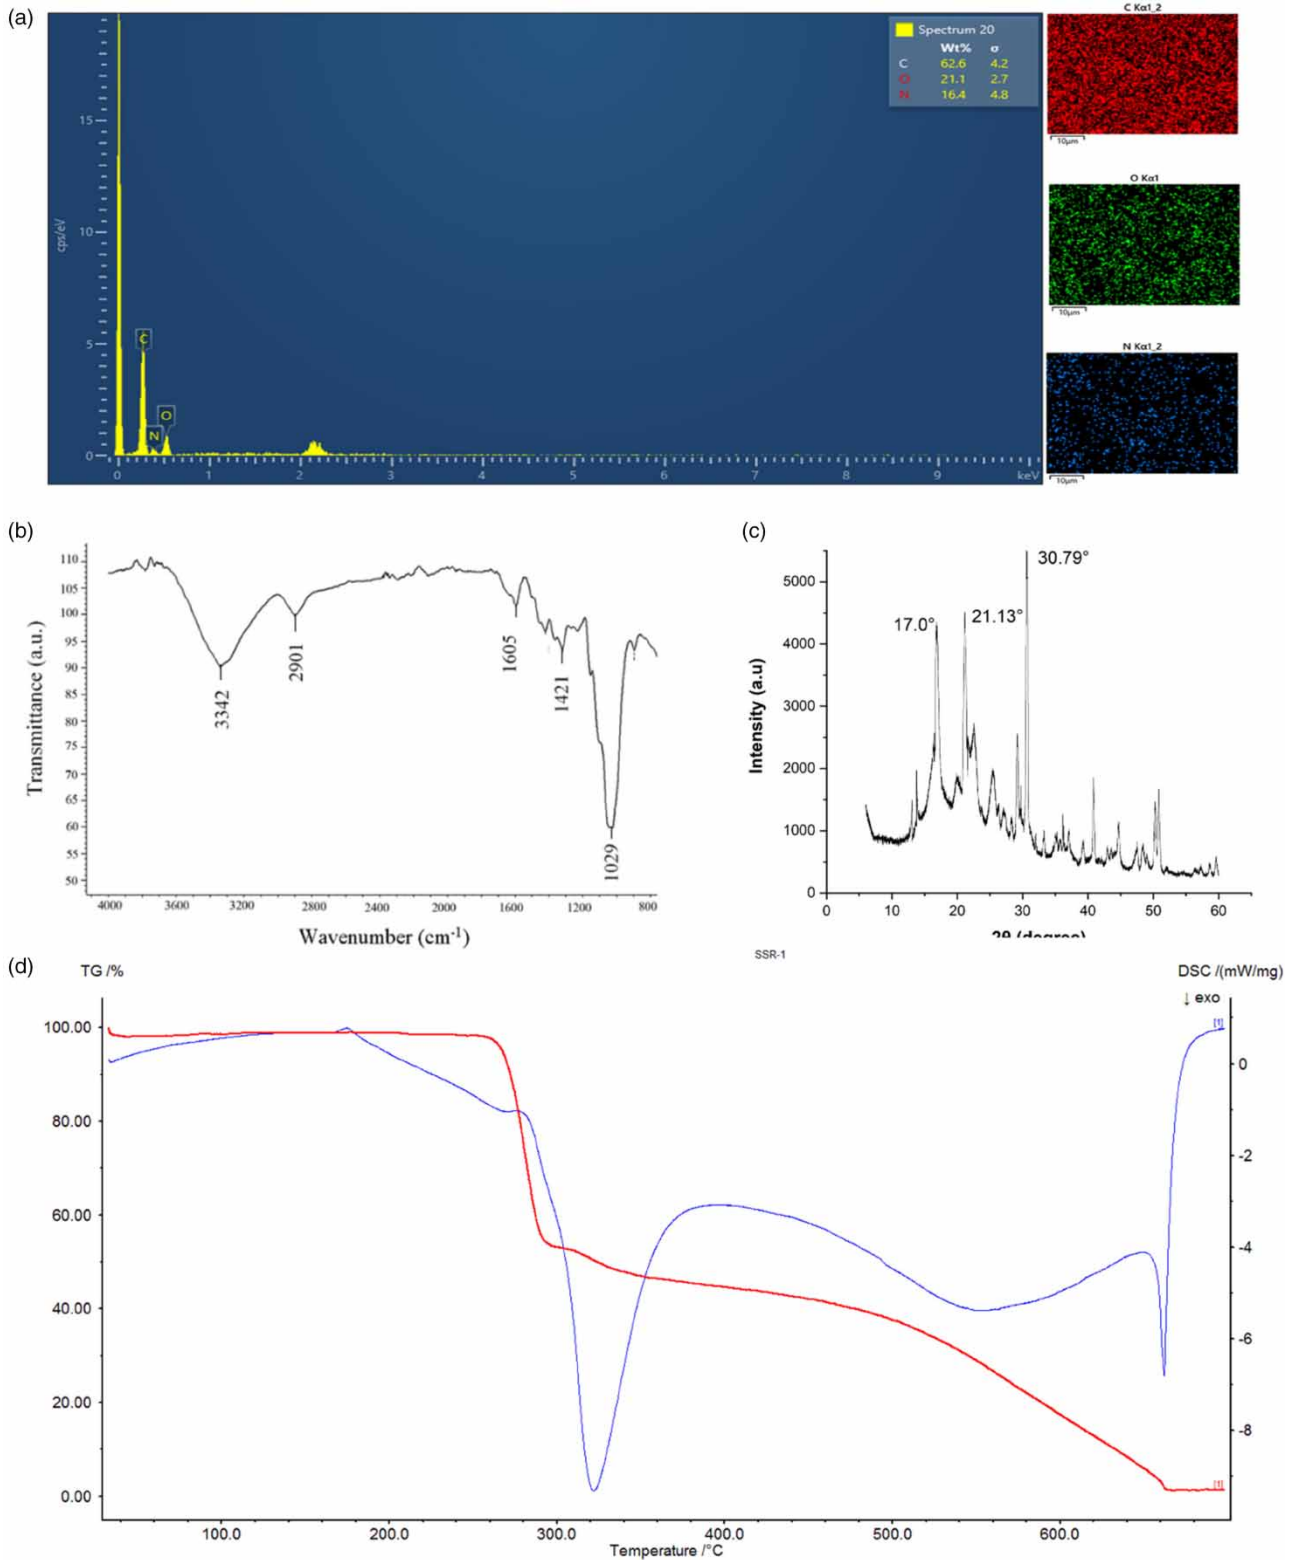 (a)
Spectrum 20
Wt% σ
C 62.6 4.2
O 21.1 2.7
N 16.4 4.8
cps/eV
15
10
5
0
C
N
O
0 1 2 3 4 5 6 7 8 9 keV
C Kα1_2
10μm
O Kα1
10μm
N Kα1_2
10μm
(b)
Transmittance (a.u.)
110
105
100
95
90
85
80
75
70
65
60
55
50
3342
2901
1605
1421
1029
4000 3600 3200 2800 2400 2000 1600 1200 800
Wavenumber (cm-1)
(c)
Intensity (a.u)
5000
4000
3000
2000
1000
0
17.0°
21.13°
30.79°
0 10 20 30 40 50 60
2θ (degree)
(d)
SSR-1
TG /%
DSC /(mW/mg)
↓ exo
100.00
80.00
60.00
40.00
20.00
0.00
[1]
[1]
0
-2
-4
-6
-8
100.0 200.0 300.0 400.0 500.0 600.0
Temperature /°C